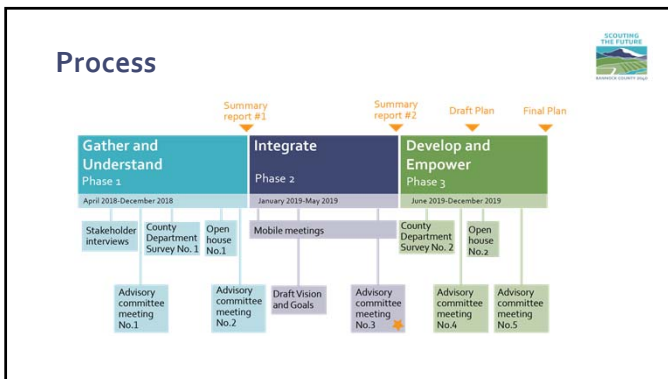 Process
SCOUTING
THE FUTURE
BANNOCK COUNTY 2040
Summary
report #1
Summary
report #2
Draft Plan
Final Plan
Gather and
Understand
Phase 1
Integrate
Phase 2
Develop and
Empower
Phase 3
April 2018-December 2018
January 2019-May 2019
June 2019-December 2019
Stakeholder
interviews
County
Department
Survey No. 1
Open
house
No.1
Mobile meetings
County
Department
Survey No. 2
Open
house
No.2
Advisory
committee
meeting
No.1
Advisory
committee
meeting
No.2
Draft Vision
and Goals
Advisory
committee
meeting
No.3
Advisory
committee
meeting
No.4
Advisory
committee
meeting
No.5